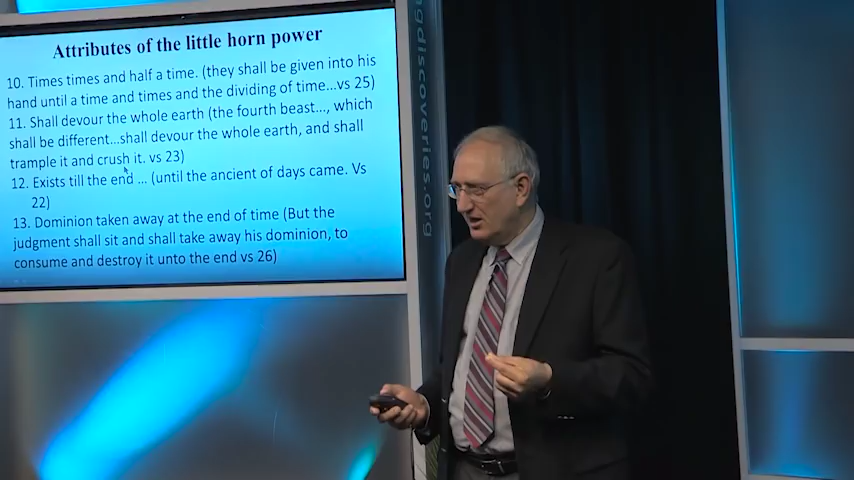 Attributes of the little horn power
10. Times times and half a time. (they shall be given into his
hand until a time and times and the dividing of time...vs 25)
11. Shall devour the whole earth (the fourth beast..., which
shall be different...shall devour the whole earth, and shall
trample it and crush it. vs 23)
12. Exists till the end ... (until the ancient of days came. Vs
22)
13. Dominion taken away at the end of time (But the
judgment shall sit and shall take away his dominion, to
consume and destroy it unto the end vs 26)
ngdiscoveries.org